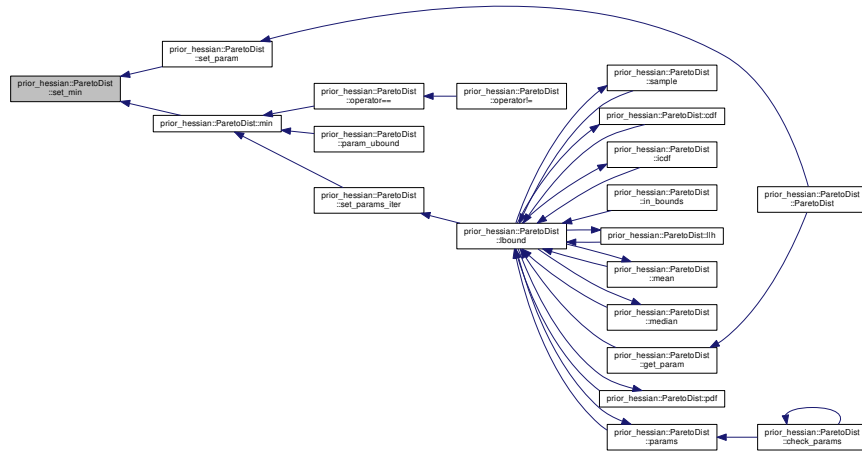 prior_hessian::ParetoDist
::set_min
prior_hessian::ParetoDist
::set_param
prior_hessian::ParetoDist::min
prior_hessian::ParetoDist
::operator==
prior_hessian::ParetoDist
::param_ubound
prior_hessian::ParetoDist
::set_params_iter
prior_hessian::ParetoDist
::operator!=
prior_hessian::ParetoDist
::lbound
prior_hessian::ParetoDist
::sample
prior_hessian::ParetoDist::cdf
prior_hessian::ParetoDist
::icdf
prior_hessian::ParetoDist
::in_bounds
prior_hessian::ParetoDist::llh
prior_hessian::ParetoDist
::mean
prior_hessian::ParetoDist
::median
prior_hessian::ParetoDist
::get_param
prior_hessian::ParetoDist::pdf
prior_hessian::ParetoDist
::params
prior_hessian::ParetoDist
::ParetoDist
prior_hessian::ParetoDist
::check_params